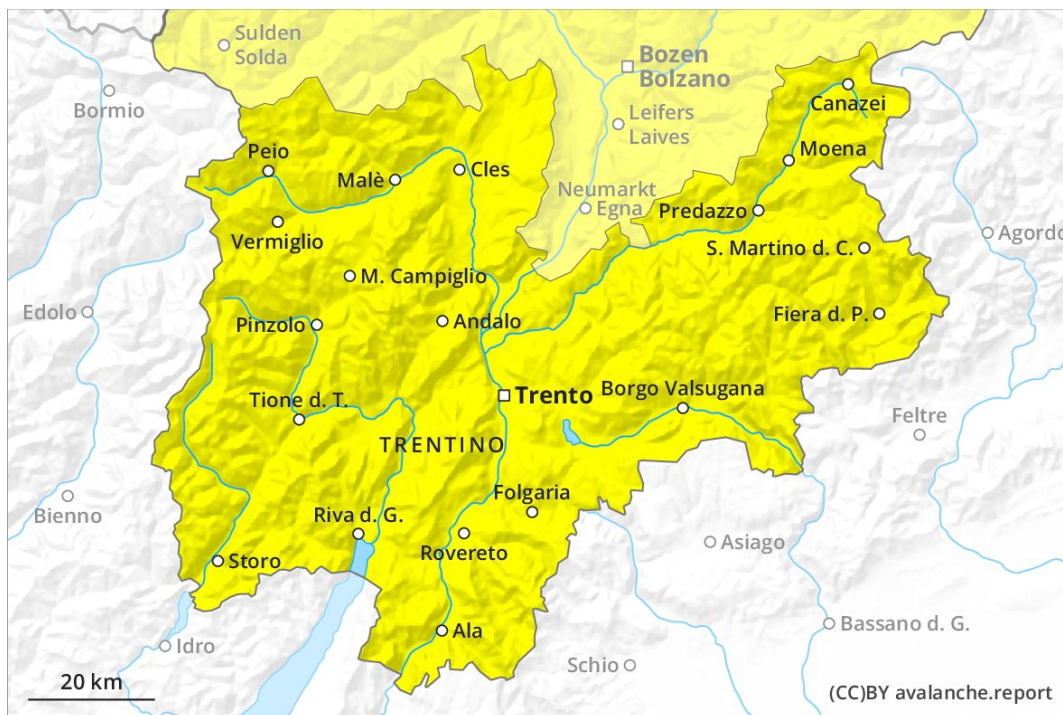 Sulden
Solda
Bozen
Bolzano
Bormio
Canazei
Leifers
Laives
Peio
Malè
Cles
Moena
Neumarkt
Egna
Predazzo
Vermiglio
S. Martino d. C.
Agordo
M. Campiglio
Edolo
Pinzolo
Andalo
Fiera d. P.
Trento
Borgo Valsugana
Tione d. T.
Feltre
TRENTINO
Bienno
Folgaria
Riva d. G.
Asiago
Storo
Rovereto
Ala
Bassano d. G.
Idro
Schio
20 km
(CC)BY avalanche.report